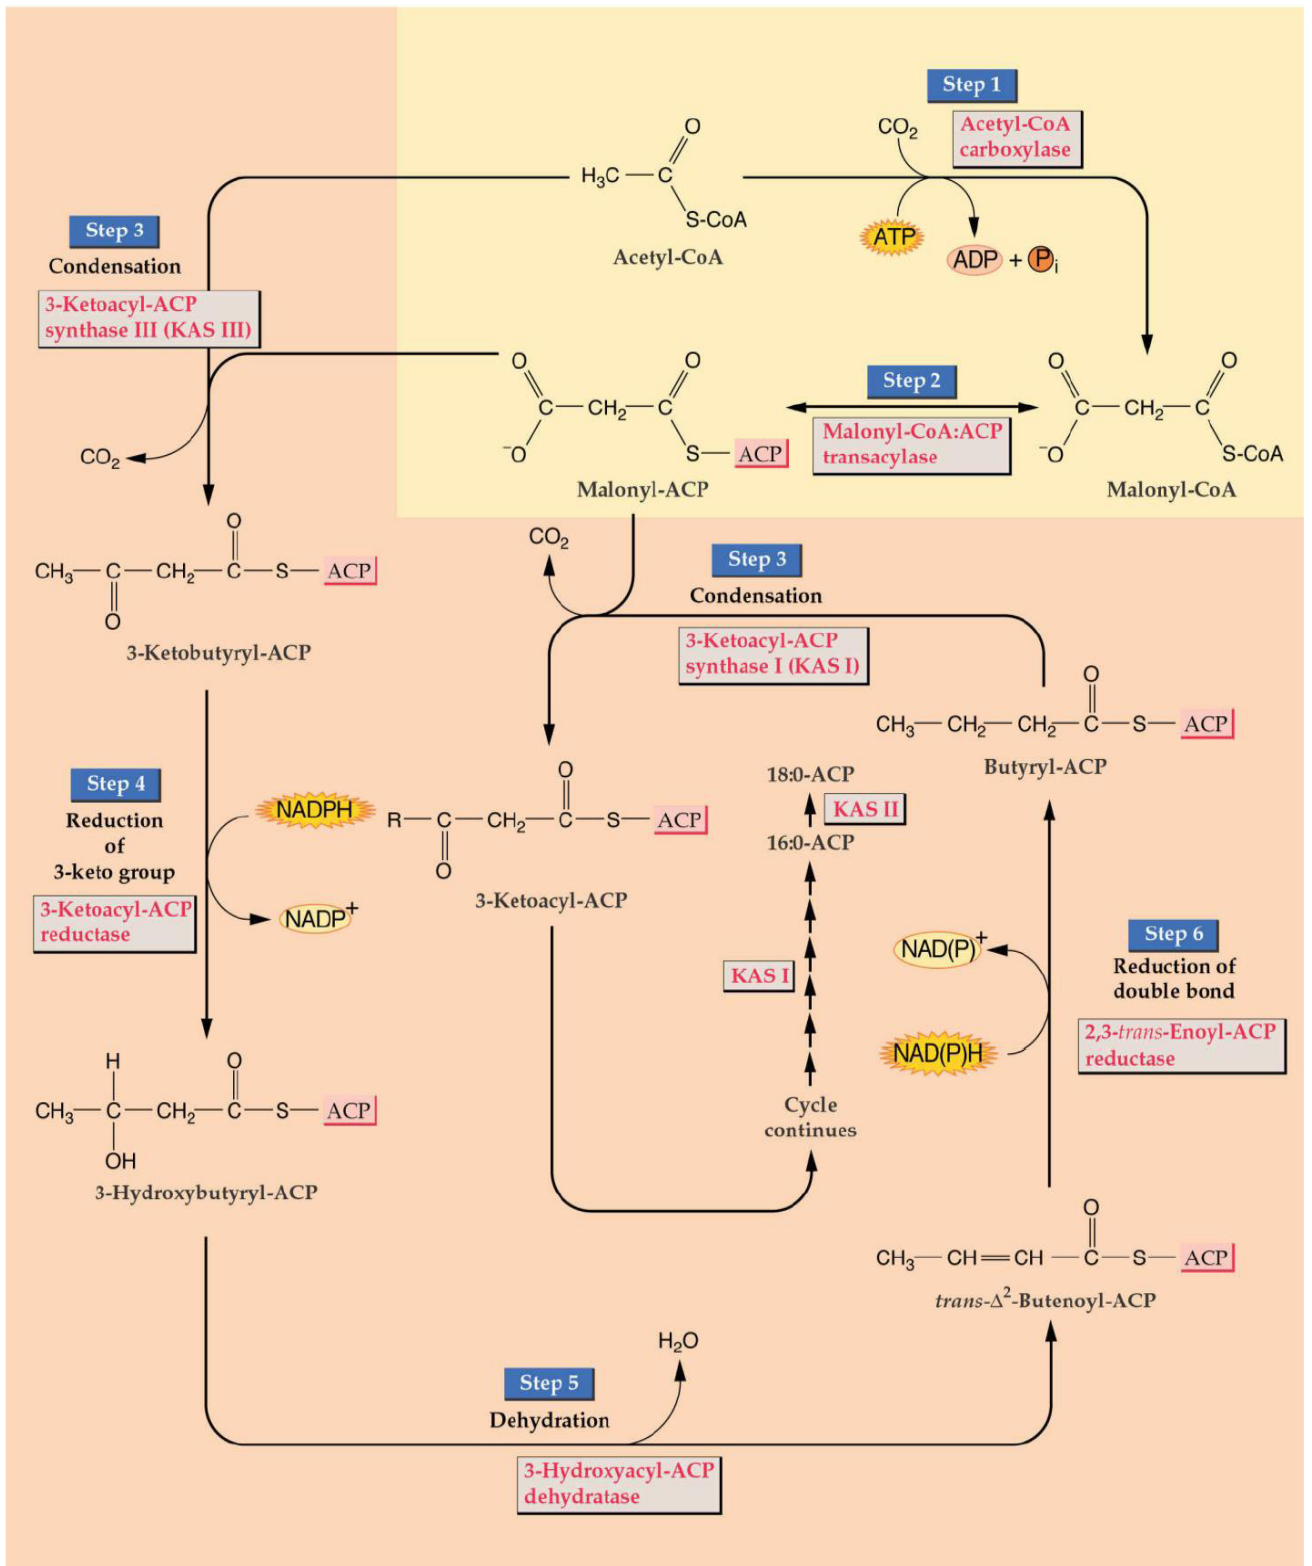 Step 1
Acetyl-CoA
carboxylase
CO2
O
H3C—C
S-CoA
Acetyl-CoA
ATP
ADP + Pi
Step 3
Condensation
3-Ketoacyl-ACP
synthase III (KAS III)
CO2
O O
C—CH2—C
⁻O S—ACP
Malonyl-ACP
Step 2
Malonyl-CoA:ACP
transacylase
O O
C—CH2—C
⁻O S-CoA
Malonyl-CoA
O
CH3—C—CH2—C—S—ACP
O
3-Ketobutyryl-ACP
CO2
Step 3
Condensation
3-Ketoacyl-ACP
synthase I (KAS I)
O
CH3—CH2—CH2—C—S—ACP
Butyryl-ACP
Step 4
Reduction
of
3-keto group
3-Ketoacyl-ACP
reductase
NADPH
NADP+
O
R—C—CH2—C—S—ACP
O
3-Ketoacyl-ACP
18:0-ACP
KAS II
16:0-ACP
KAS I
Cycle
continues
NAD(P)+
NAD(P)H
Step 6
Reduction of
double bond
2,3-trans-Enoyl-ACP
reductase
H O
CH3—C—CH2—C—S—ACP
OH
3-Hydroxybutyryl-ACP
O
CH3—CH=CH—C—S—ACP
trans-Δ2-Butenoyl-ACP
H2O
Step 5
Dehydration
3-Hydroxyacyl-ACP
dehydratase